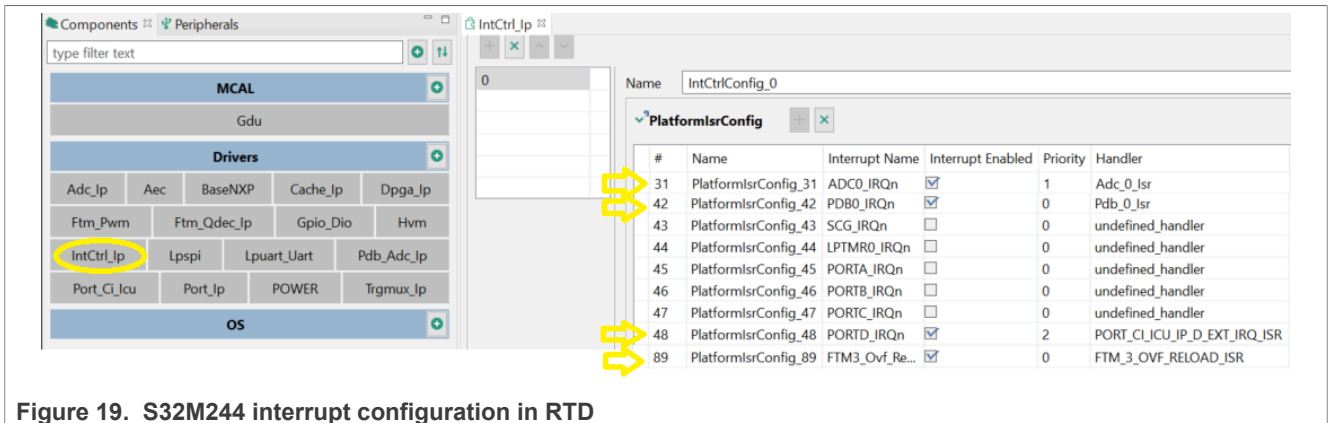 Components Peripherals
type filter text
MCAL
Gdu
Drivers
Adc_Ip Aec BaseNXP Cache_Ip Dpga_Ip
Ftm_Pwm Ftm_Qdec_Ip Gpio_Dio Hvm
IntCtrl_Ip Lpspi Lpuart_Uart Pdb_Adc_Ip
Port_Ci_Icu Port_Ip POWER Trgmux_Ip
OS
IntCtrl_Ip
0
Name IntCtrlConfig_0
PlatformIsrConfig
# Name Interrupt Name Interrupt Enabled Priority Handler
31 PlatformIsrConfig_31 ADC0_IRQn 1 Adc_0_Isr
42 PlatformIsrConfig_42 PDB0_IRQn 0 Pdb_0_Isr
43 PlatformIsrConfig_43 SCG_IRQn 0 undefined_handler
44 PlatformIsrConfig_44 LPTMR0_IRQn 0 undefined_handler
45 PlatformIsrConfig_45 PORTA_IRQn 0 undefined_handler
46 PlatformIsrConfig_46 PORTB_IRQn 0 undefined_handler
47 PlatformIsrConfig_47 PORTC_IRQn 0 undefined_handler
48 PlatformIsrConfig_48 PORTD_IRQn 2 PORT_CI_ICU_IP_D_EXT_IRQ_ISR
89 PlatformIsrConfig_89 FTM3_Ovf_Re... 0 FTM_3_OVF_RELOAD_ISR
Figure 19. S32M244 interrupt configuration in RTD